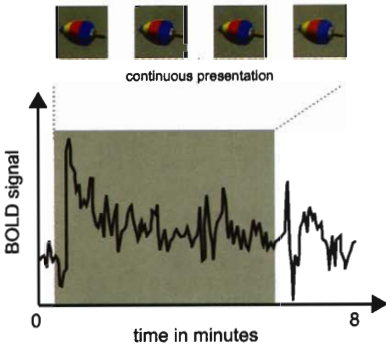 continuous presentation
BOLD signal
0
8
time in minutes